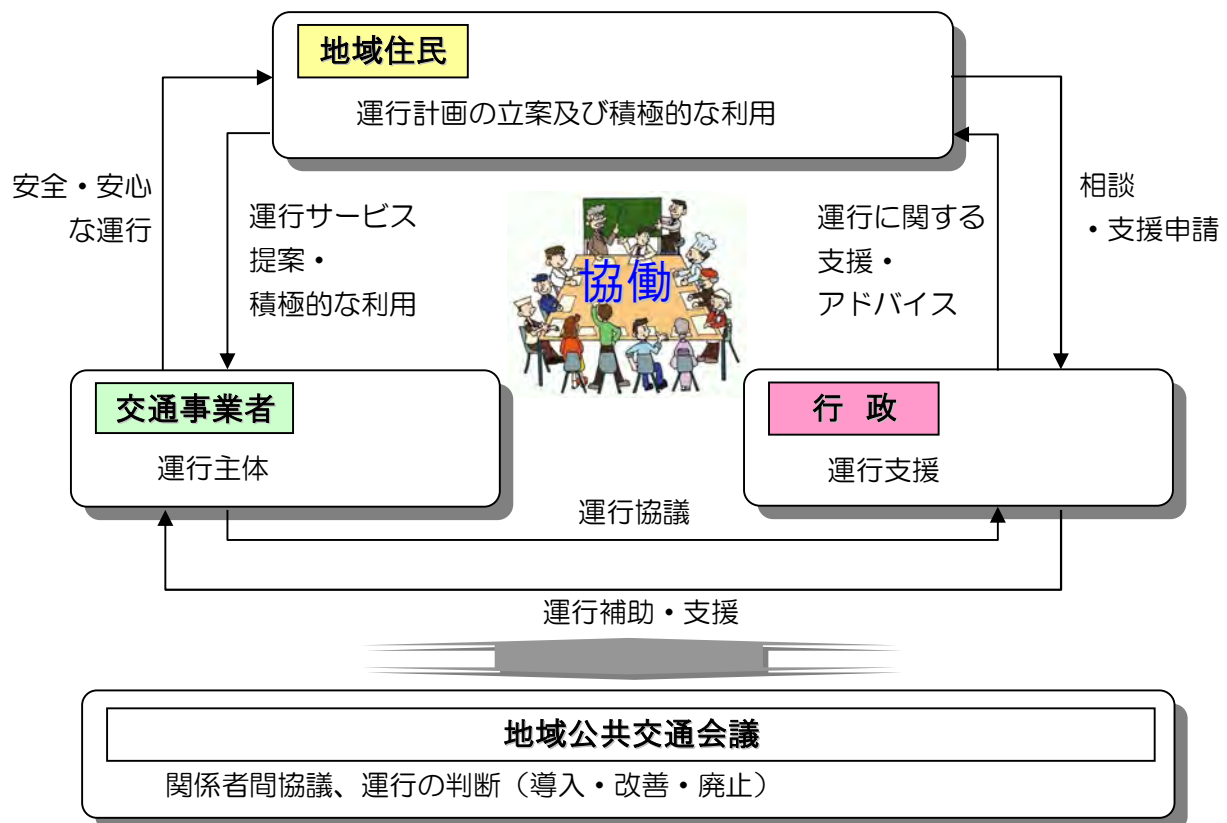 地域住民
運行計画の立案及び積極的な利用
安全・安心
な運行
運行サービス
提案・
積極的な利用
協働
運行に関する
支援・
アドバイス
相談
・支援申請
交通事業者
運行主体
行 政
運行支援
運行協議
運行補助・支援
地域公共交通会議
関係者間協議、運行の判断（導入・改善・廃止）